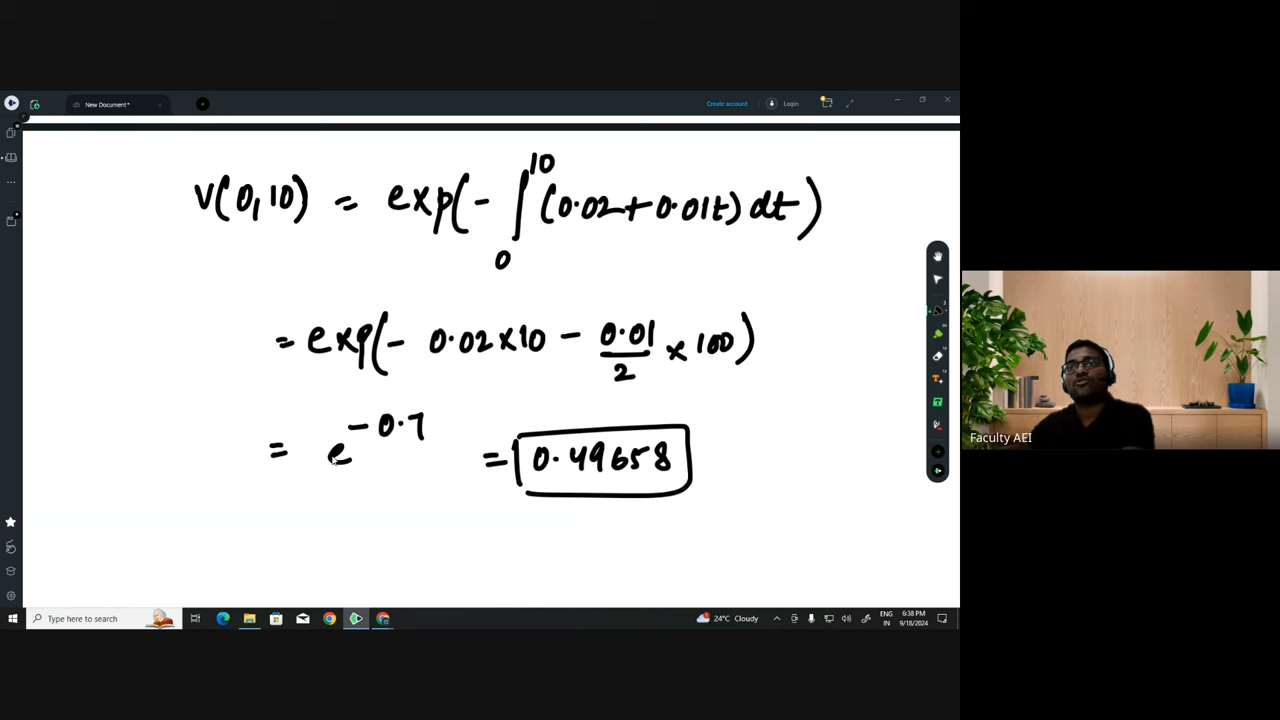 New Document*
Create account
Login
V(0,10) = exp(- ∫₀¹⁰ (0.02+0.01t) dt)
= exp(- 0.02×10 - 0.01/2 × 100)
= e^-0.7 = 0.49658
Faculty AEI
Type here to search
24°C Cloudy
ENG
IN
6:38 PM
9/18/2024